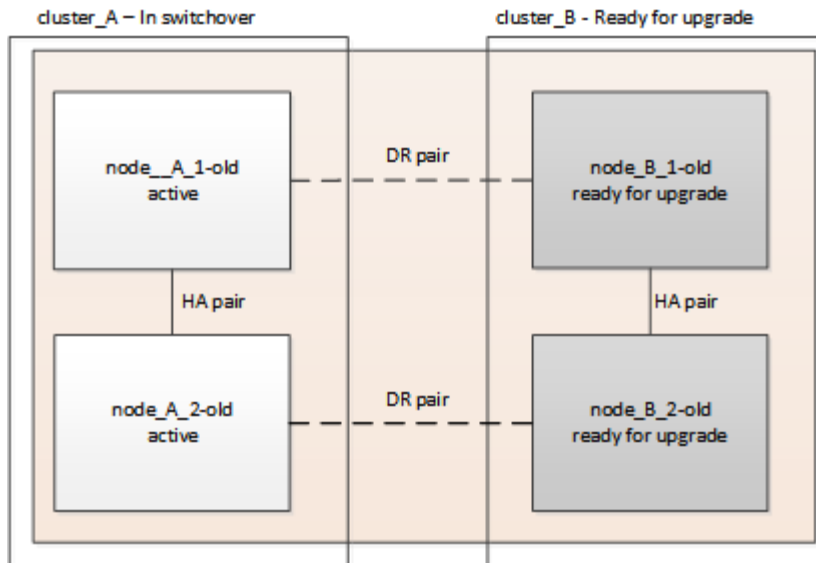 cluster_A – In switchover
cluster_B - Ready for upgrade
node__A_1-old
active
DR pair
node_B_1-old
ready for upgrade
HA pair
HA pair
node_A_2-old
active
DR pair
node_B_2-old
ready for upgrade